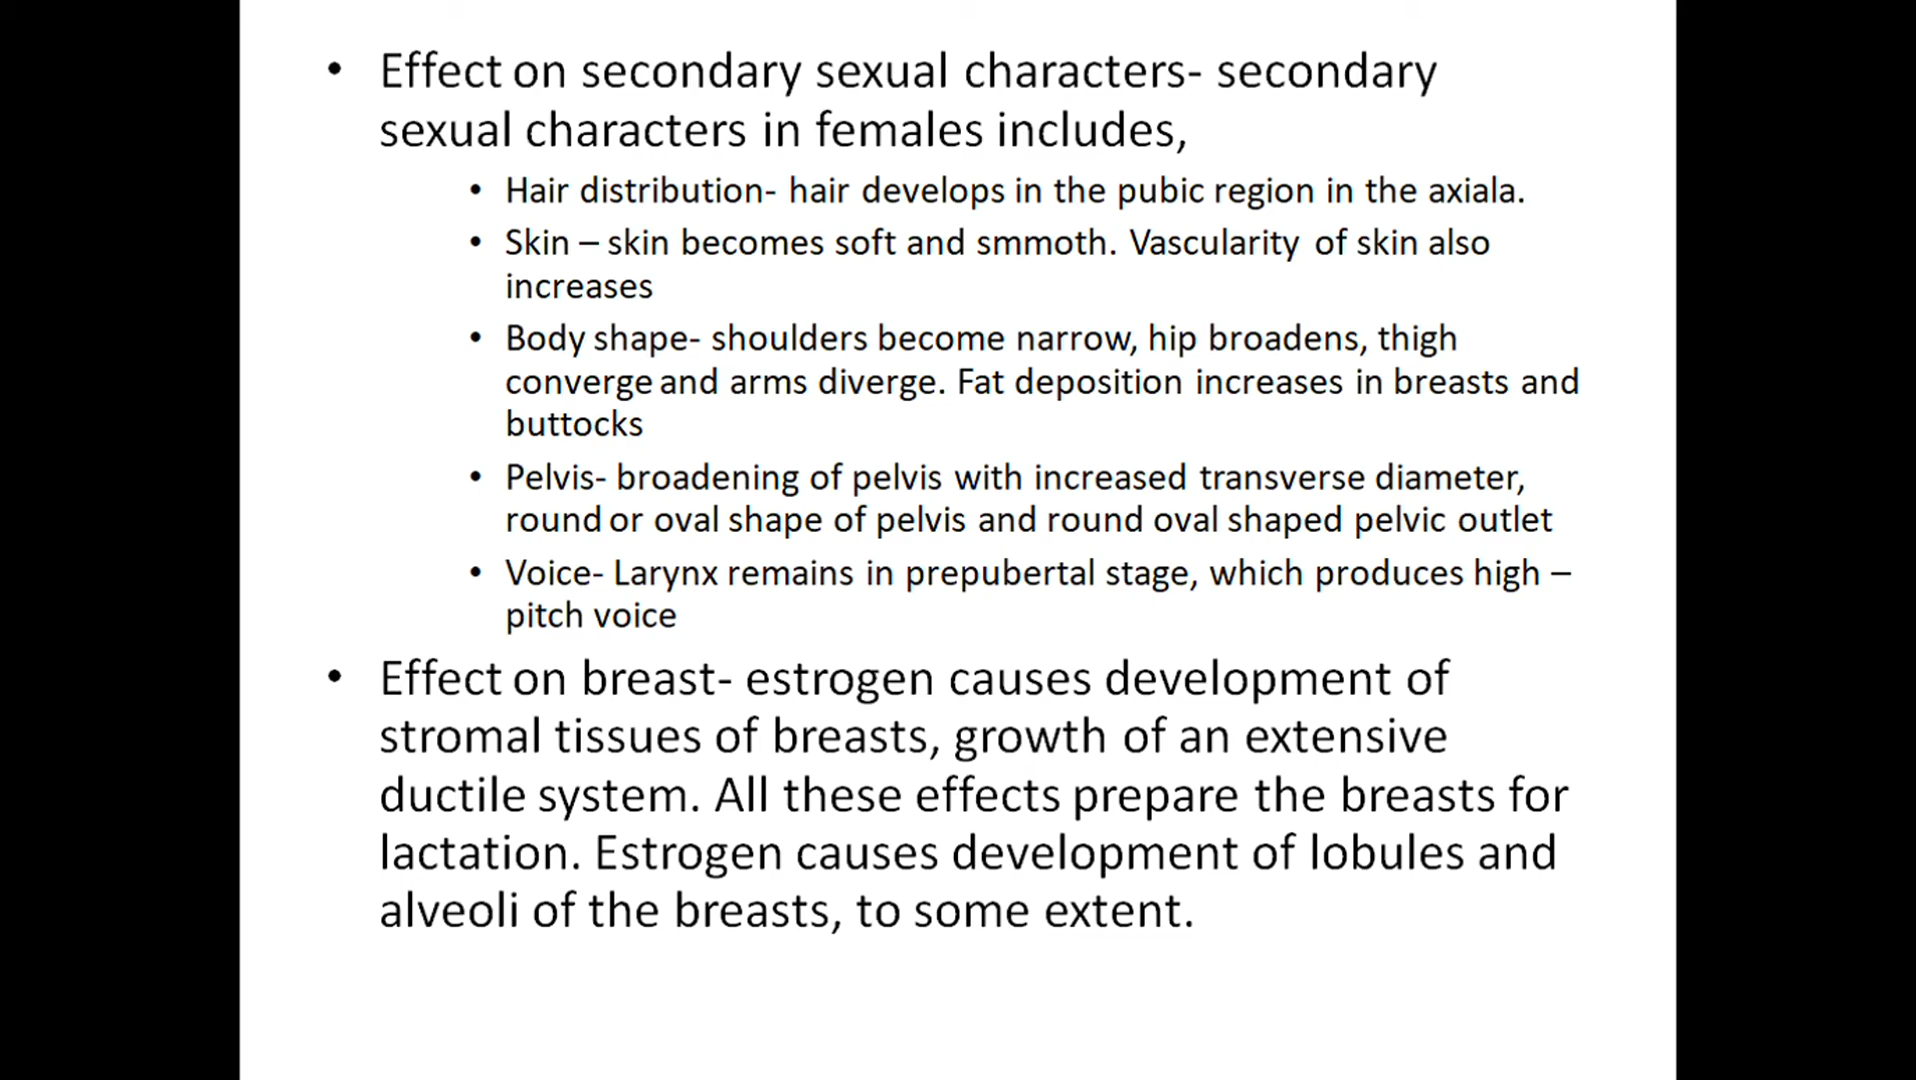 • Effect on secondary sexual characters- secondary
sexual characters in females includes,
• Hair distribution- hair develops in the pubic region in the axiala.
• Skin – skin becomes soft and smmoth. Vascularity of skin also
increases
• Body shape- shoulders become narrow, hip broadens, thigh
converge and arms diverge. Fat deposition increases in breasts and
buttocks
• Pelvis- broadening of pelvis with increased transverse diameter,
round or oval shape of pelvis and round oval shaped pelvic outlet
• Voice- Larynx remains in prepubertal stage, which produces high –
pitch voice
• Effect on breast- estrogen causes development of
stromal tissues of breasts, growth of an extensive
ductile system. All these effects prepare the breasts for
lactation. Estrogen causes development of lobules and
alveoli of the breasts, to some extent.